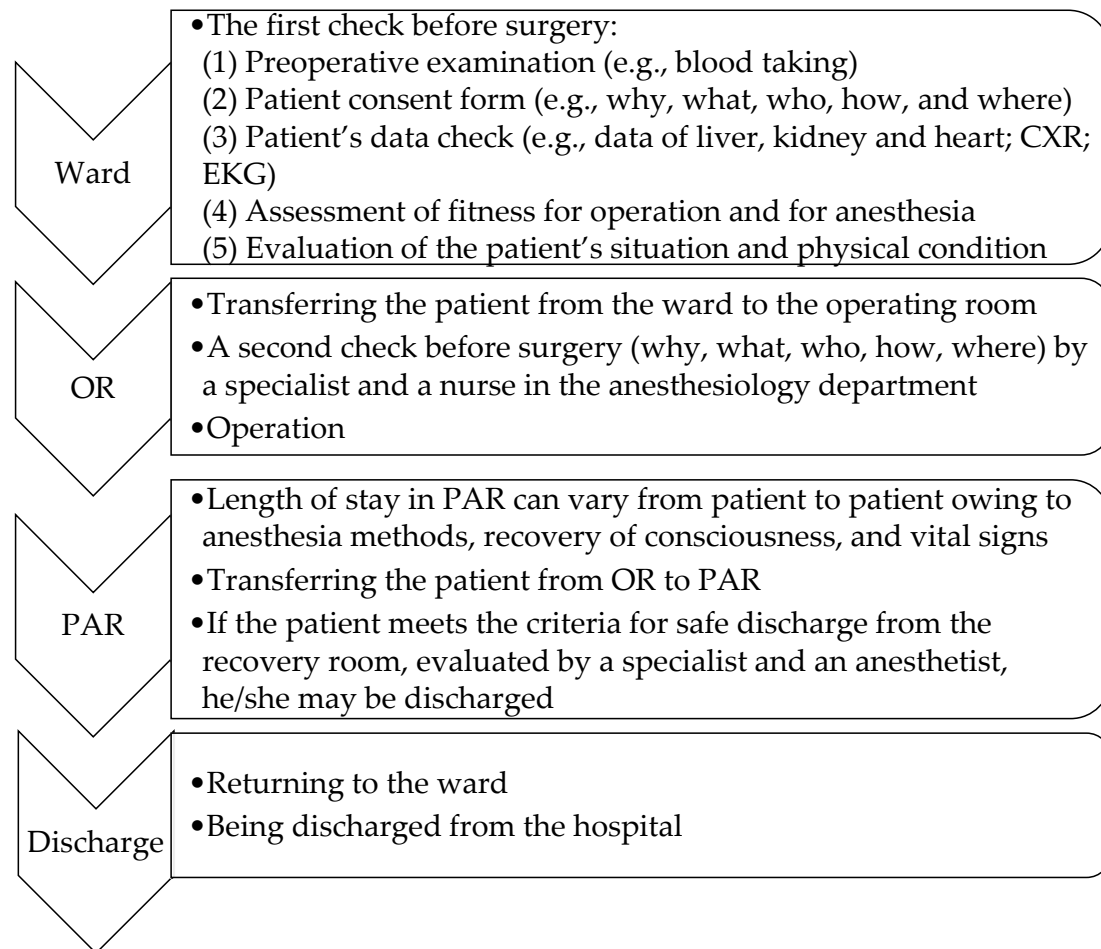 Ward
•The first check before surgery:
(1) Preoperative examination (e.g., blood taking)
(2) Patient consent form (e.g., why, what, who, how, and where)
(3) Patient’s data check (e.g., data of liver, kidney and heart; CXR;
EKG)
(4) Assessment of fitness for operation and for anesthesia
(5) Evaluation of the patient’s situation and physical condition
OR
•Transferring the patient from the ward to the operating room
•A second check before surgery (why, what, who, how, where) by
a specialist and a nurse in the anesthesiology department
•Operation
PAR
•Length of stay in PAR can vary from patient to patient owing to
anesthesia methods, recovery of consciousness, and vital signs
•Transferring the patient from OR to PAR
•If the patient meets the criteria for safe discharge from the
recovery room, evaluated by a specialist and an anesthetist,
he/she may be discharged
Discharge
•Returning to the ward
•Being discharged from the hospital